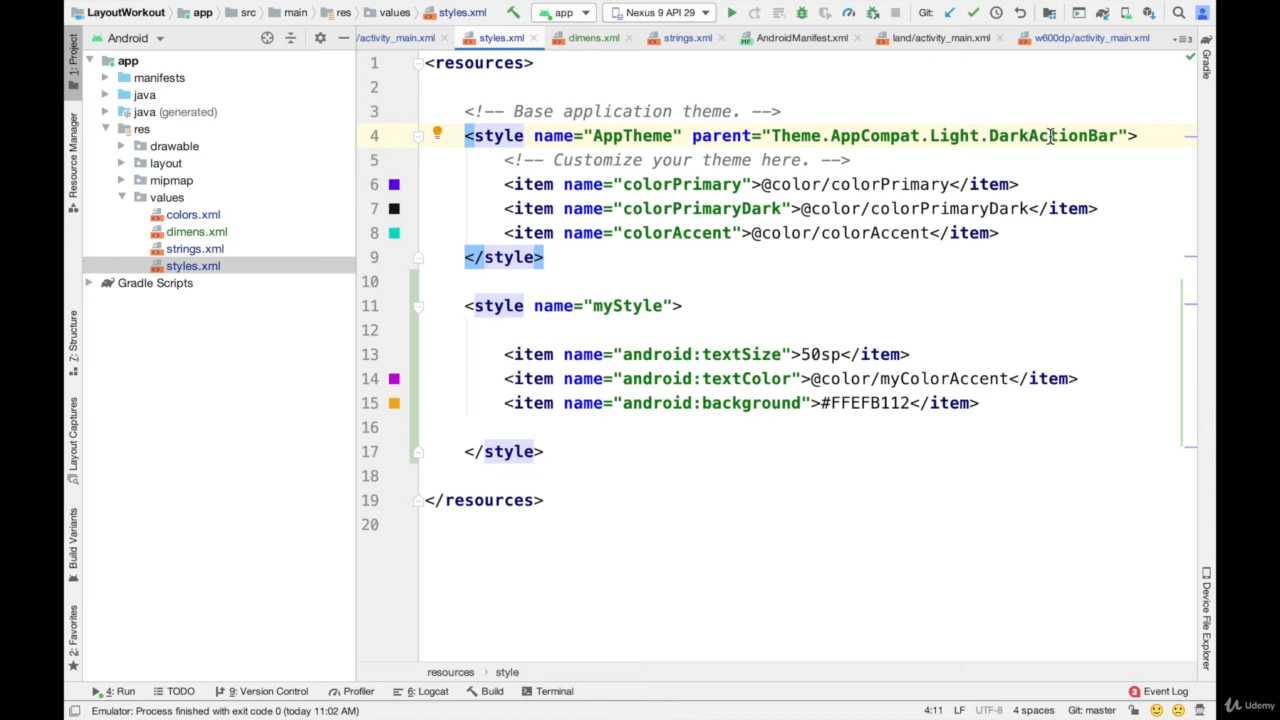 LayoutWorkout app src main res values styles.xml app Nexus 9 API 29 Git:
Android /activity_main.xml styles.xml dimens.xml strings.xml AndroidManifest.xml land/activity_main.xml w600dp/activity_main.xml
1: Project
Resource Manager
7: Structure
Layout Captures
Build Variants
2: Favorites
app
manifests
java
java (generated)
res
drawable
layout
mipmap
values
colors.xml
dimens.xml
strings.xml
styles.xml
Gradle Scripts
1 <resources>
2
3 <!-- Base application theme. -->
4 <style name="AppTheme" parent="Theme.AppCompat.Light.DarkActionBar">
5 <!-- Customize your theme here. -->
6 <item name="colorPrimary">@color/colorPrimary</item>
7 <item name="colorPrimaryDark">@color/colorPrimaryDark</item>
8 <item name="colorAccent">@color/colorAccent</item>
9 </style>
10
11 <style name="myStyle">
12
13 <item name="android:textSize">50sp</item>
14 <item name="android:textColor">@color/myColorAccent</item>
15 <item name="android:background">#FFEFB112</item>
16
17 </style>
18
19 </resources>
20
Gradle
Device File Explorer
resources › style
4: Run TODO 9: Version Control Profiler 6: Logcat Build Terminal 3 Event Log
Emulator: Process finished with exit code 0 (today 11:02 AM) 4:11 LF UTF-8 4 spaces Git: master
Udemy